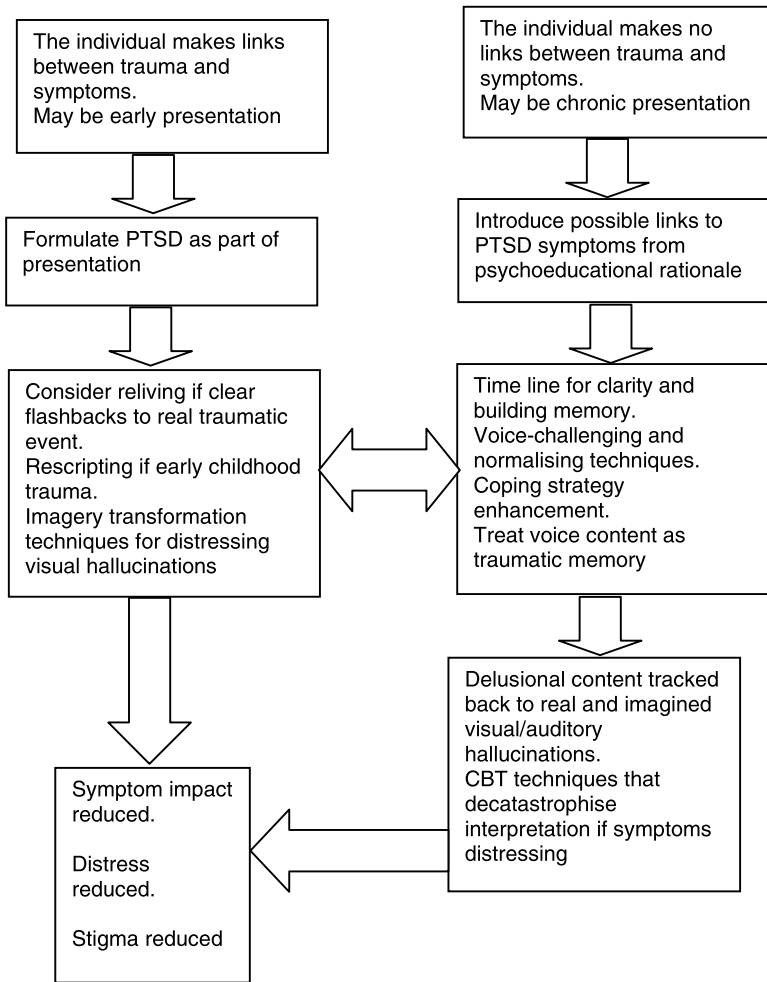 The individual makes links
between trauma and
symptoms.
May be early presentation
The individual makes no
links between trauma and
symptoms.
May be chronic presentation
Formulate PTSD as part of
presentation
Introduce possible links to
PTSD symptoms from
psychoeducational rationale
Consider reliving if clear
flashbacks to real traumatic
event.
Rescripting if early childhood
trauma.
Imagery transformation
techniques for distressing
visual hallucinations
Time line for clarity and
building memory.
Voice-challenging and
normalising techniques.
Coping strategy
enhancement.
Treat voice content as
traumatic memory
Delusional content tracked
back to real and imagined
visual/auditory
hallucinations.
CBT techniques that
decatastrophise
interpretation if symptoms
distressing
Symptom impact
reduced.
Distress
reduced.
Stigma reduced